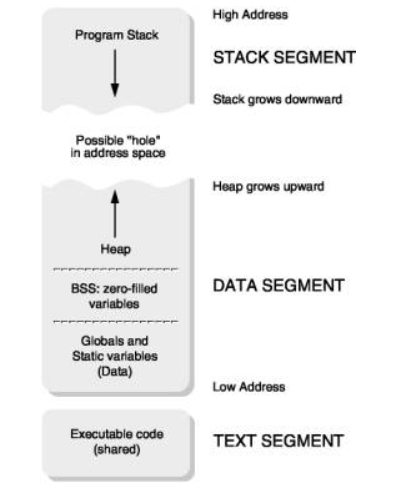 High Address
Program Stack
STACK SEGMENT
Stack grows downward
Possible "hole"
in address space
Heap grows upward
Heap
BSS: zero-filled
variables
DATA SEGMENT
Globals and
Static variables
(Data)
Low Address
Executable code
(shared)
TEXT SEGMENT